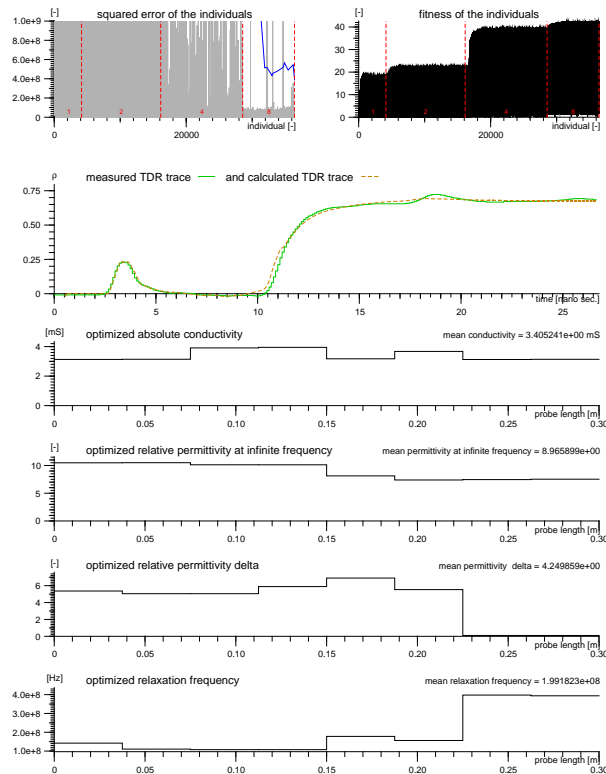 [-] squared error of the individuals
1.0e+9
8.0e+8
6.0e+8
4.0e+8
2.0e+8
0
1 2 4 8
0 20000
individual [-]
[-] fitness of the individuals
40
30
20
10
0
1 2 4 8
0 20000
individual [-]
ρ measured TDR trace and calculated TDR trace
0.75
0.50
0.25
0
time [nano sec.]
0 5 10 15 20 25
[mS] optimized absolute conductivity mean conductivity = 3.405241e+00 mS
4
2
0
probe length [m]
0 0.05 0.10 0.15 0.20 0.25 0.30
[-] optimized relative permittivity at infinite frequency mean permittivity at infinite frequency = 8.965899e+00
10
5
0
probe length [m]
0 0.05 0.10 0.15 0.20 0.25 0.30
[-] optimized relative permittivity delta mean permittivity delta = 4.249859e+00
6
4
2
0
probe length [m]
0 0.05 0.10 0.15 0.20 0.25 0.30
[Hz] optimized relaxation frequency mean relaxation frequency = 1.991823e+08
4.0e+8
3.0e+8
2.0e+8
1.0e+8
probe length [m]
0 0.05 0.10 0.15 0.20 0.25 0.30